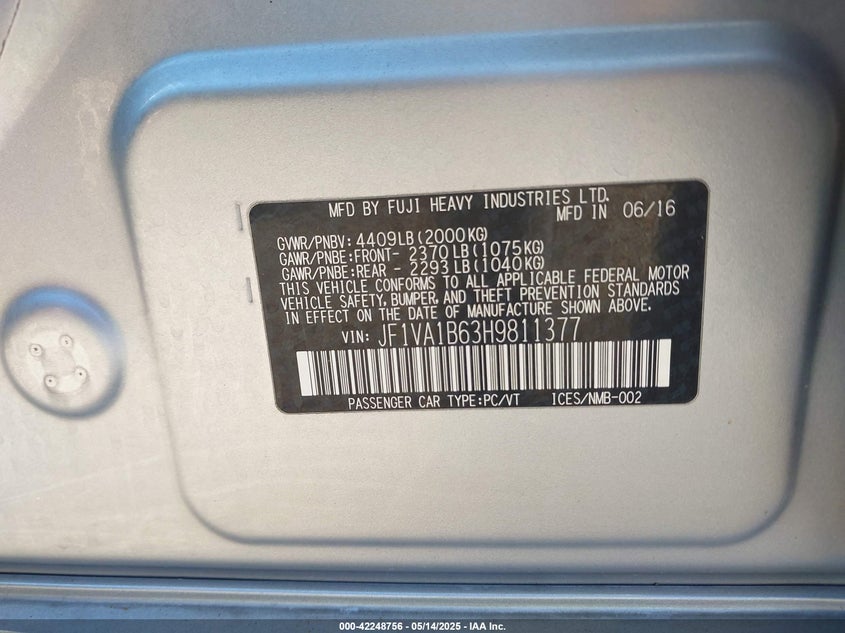 MFD BY FUJI HEAVY INDUSTRIES LTD.
MFD IN 06/16
GVWR/PNBV: 4409LB(2000KG)
GAWR/PNBE:FRONT- 2370LB(1075KG)
GAWR/PNBE:REAR - 2293LB(1040KG)
THIS VEHICLE CONFORMS TO ALL APPLICABLE FEDERAL MOTOR
VEHICLE SAFETY, BUMPER, AND THEFT PREVENTION STANDARDS
IN EFFECT ON THE DATE OF MANUFACTURE SHOWN ABOVE.
VIN: JF1VA1B63H9811377
PASSENGER CAR TYPE:PC/VT ICES/NMB-002
000-42248756 - 05/14/2025 - IAA Inc.